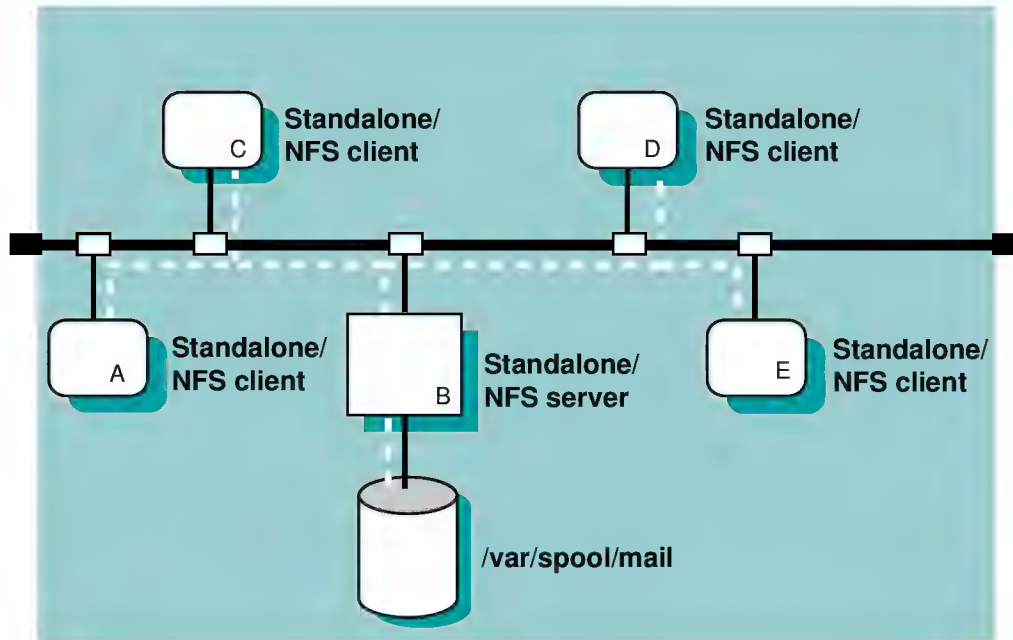 C
Standalone/
NFS client
D
Standalone/
NFS client
A
Standalone/
NFS client
B
Standalone/
NFS server
E
Standalone/
NFS client
/var/spool/mail